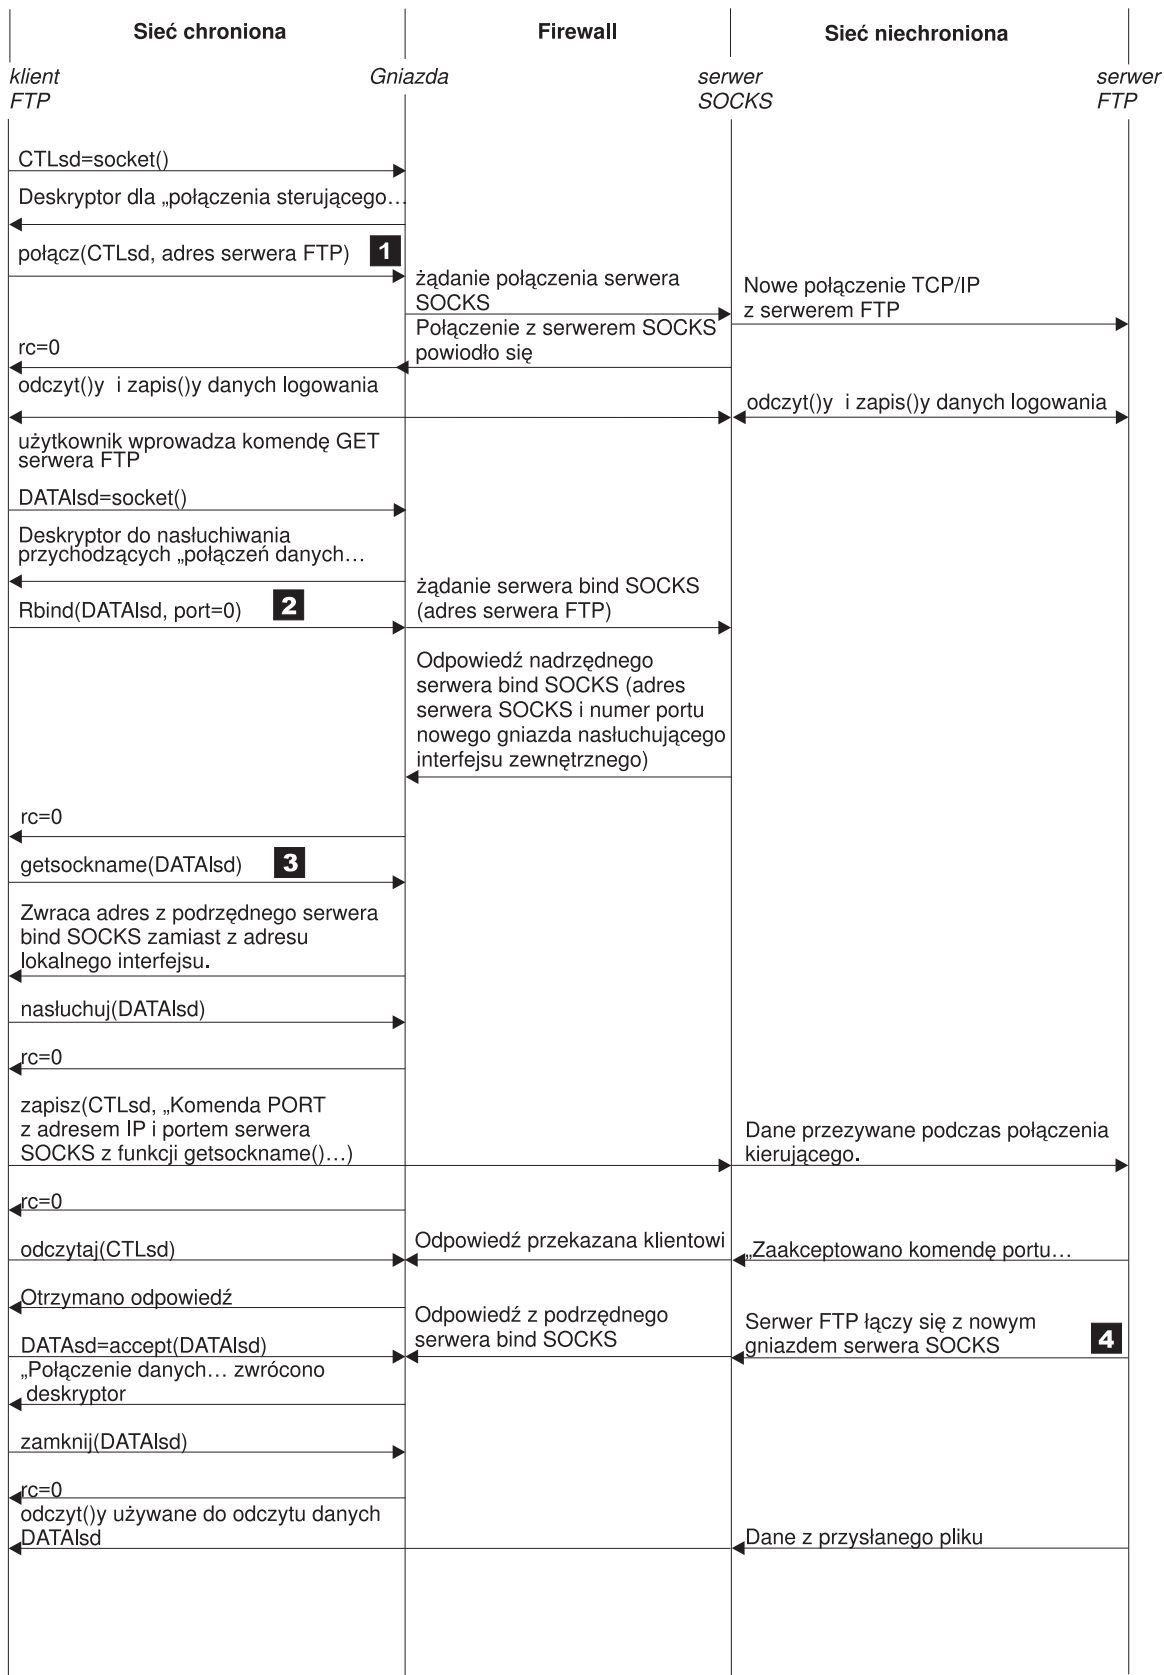 Sieć chroniona
Firewall
Sieć niechroniona
klient
FTP
Gniazda
serwer
SOCKS
serwer
FTP
CTLsd=socket()
Deskryptor dla „połączenia sterującego…
połącz(CTLsd, adres serwera FTP) 1
żądanie połączenia serwera
SOCKS
Nowe połączenie TCP/IP
z serwerem FTP
Połączenie z serwerem SOCKS
powiodło się
rc=0
odczyt()y i zapis()y danych logowania
odczyt()y i zapis()y danych logowania
użytkownik wprowadza komendę GET
serwera FTP
DATAlsd=socket()
Deskryptor do nasłuchiwania
przychodzących „połączeń danych…
Rbind(DATAlsd, port=0) 2
żądanie serwera bind SOCKS
(adres serwera FTP)
Odpowiedź nadrzędnego
serwera bind SOCKS (adres
serwera SOCKS i numer portu
nowego gniazda nasłuchującego
interfejsu zewnętrznego)
rc=0
getsockname(DATAlsd) 3
Zwraca adres z podrzędnego serwera
bind SOCKS zamiast z adresu
lokalnego interfejsu.
nasłuchuj(DATAlsd)
rc=0
zapisz(CTLsd, „Komenda PORT
z adresem IP i portem serwera
SOCKS z funkcji getsockname()…)
Dane przezywane podczas połączenia
kierującego.
rc=0
odczytaj(CTLsd)
Odpowiedź przekazana klientowi
„Zaakceptowano komendę portu…
Otrzymano odpowiedź
Odpowiedź z podrzędnego
serwera bind SOCKS
Serwer FTP łączy się z nowym
gniazdem serwera SOCKS 4
DATAsd=accept(DATAlsd)
„Połączenie danych… zwrócono
deskryptor
zamknij(DATAlsd)
rc=0
odczyt()y używane do odczytu danych
DATAlsd
Dane z przysłanego pliku